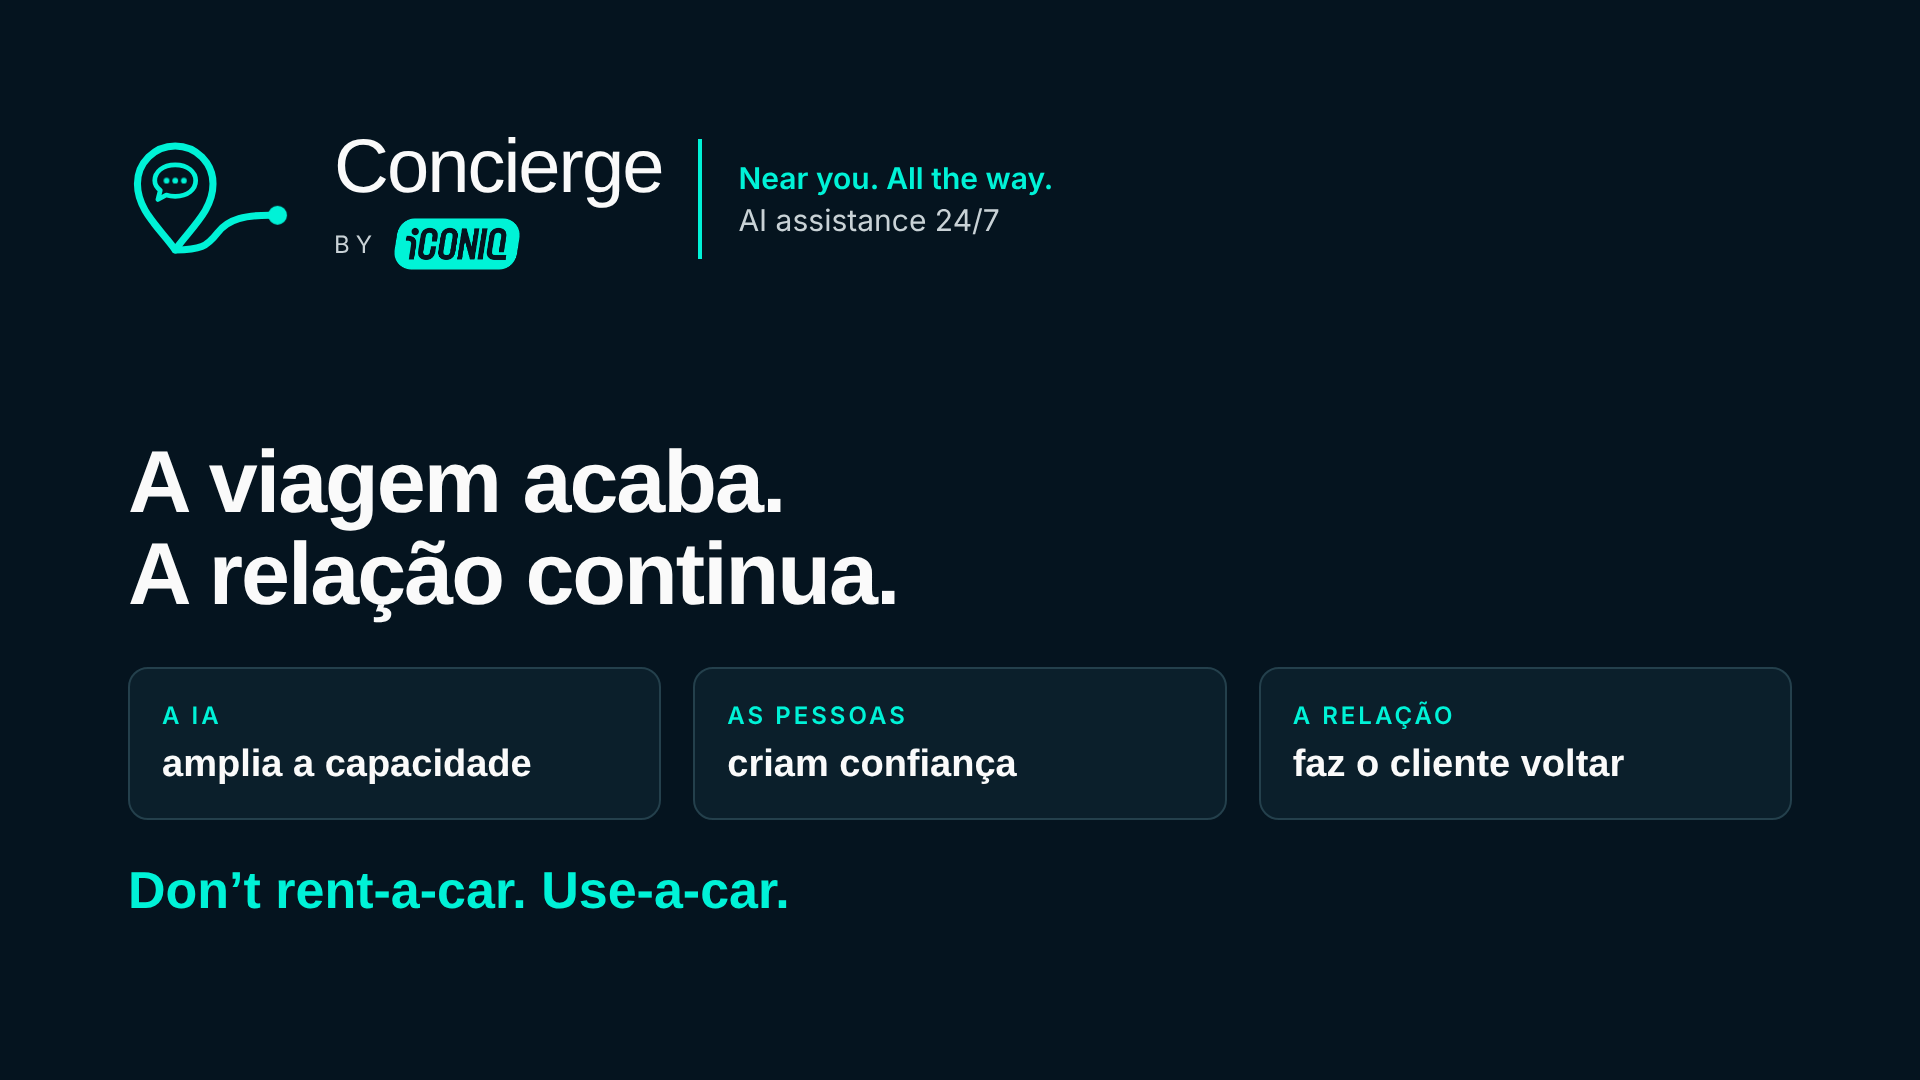 Concierge
BY iCONIQ
Near you. All the way.
AI assistance 24/7
A viagem acaba.
A relação continua.
A IA
amplia a capacidade
AS PESSOAS
criam confiança
A RELAÇÃO
faz o cliente voltar
Don’t rent-a-car. Use-a-car.